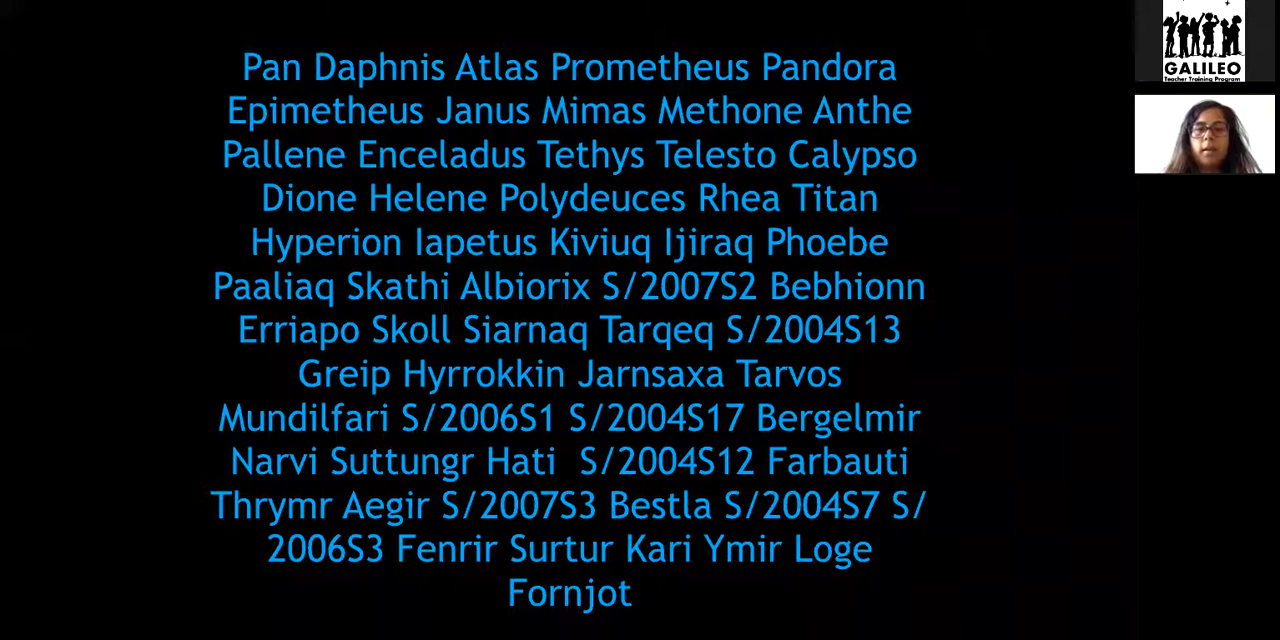 Pan Daphnis Atlas Prometheus Pandora
Epimetheus Janus Mimas Methone Anthe
Pallene Enceladus Tethys Telesto Calypso
Dione Helene Polydeuces Rhea Titan
Hyperion Iapetus Kiviuq Ijiraq Phoebe
Paaliaq Skathi Albiorix S/2007S2 Bebhionn
Erriapo Skoll Siarnaq Tarqeq S/2004S13
Greip Hyrrokkin Jarnsaxa Tarvos
Mundilfari S/2006S1 S/2004S17 Bergelmir
Narvi Suttungr Hati  S/2004S12 Farbauti
Thrymr Aegir S/2007S3 Bestla S/2004S7 S/
2006S3 Fenrir Surtur Kari Ymir Loge
Fornjot
GALILEO
Teacher Training Program